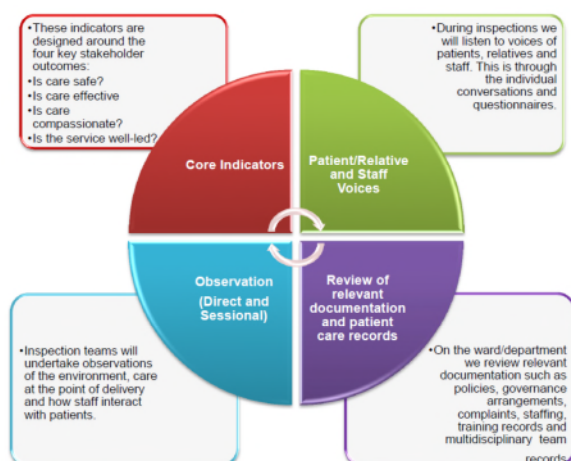 •These indicators are
designed around the
four key stakeholder
outcomes:
•Is care safe?
•Is care effective
•Is care
compassionate?
•Is the service well-led?
•During inspections we
will listen to voices of
patients, relatives and
staff. This is through
the individual
conversations and
questionnaires.
Core Indicators
Patient/Relative
and Staff
Voices
Observation
(Direct and
Sessional)
Review of
relevant
documentation
and patient
care records
•Inspection teams will
undertake observations
of the environment, care
at the point of delivery
and how staff interact
with patients.
•On the ward/department
we review relevant
documentation such as
policies, governance
arrangements,
complaints, staffing,
training records and
multidisciplinary team
records